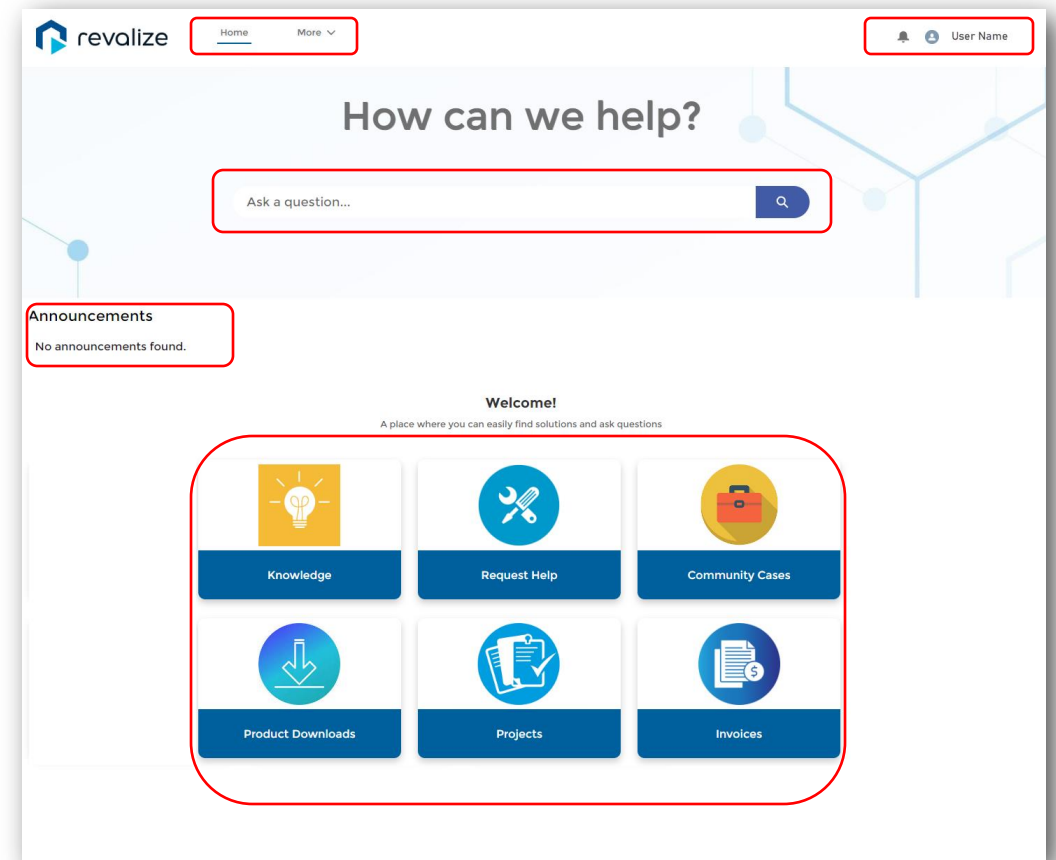 revalize
Home More
User Name
How can we help?
Ask a question...
Announcements
No announcements found.
Welcome!
A place where you can easily find solutions and ask questions
Knowledge
Request Help
Community Cases
$
Product Downloads
Projects
Invoices